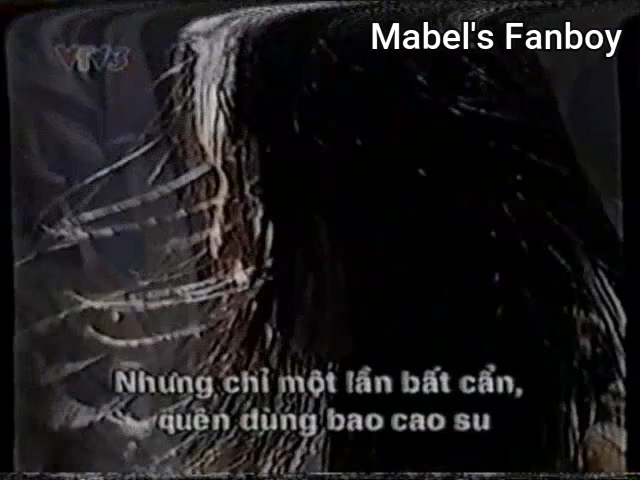 Mabel's Fanboy
VTV3
Nhưng chỉ một lần bất cẩn,
quên dùng bao cao su